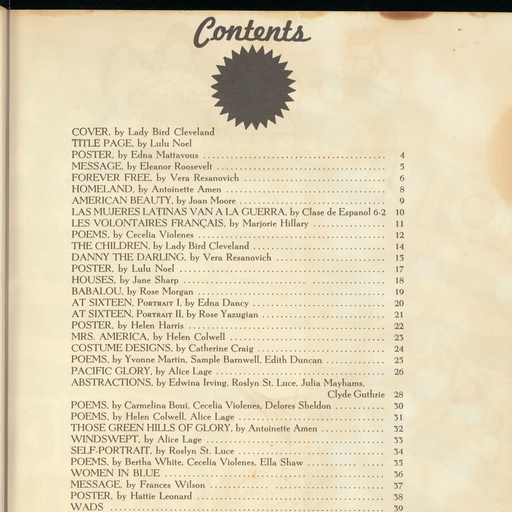 Contents
COVER, by Lady Bird Cleveland
TITLE PAGE, by Lulu Noel
POSTER, by Edna Mattavous 4
MESSAGE, by Eleanor Roosevelt 5
FOREVER FREE, by Vera Resanovich 6
HOMELAND, by Antoinette Amen 8
AMERICAN BEAUTY, by Joan Moore 9
LAS MUJERES LATINAS VAN A LA GUERRA, by Clase de Espanol 6-2 10
LES VOLONTAIRES FRANÇAIS, by Marjorie Hillary 11
POEMS, by Cecelia Violenes 12
THE CHILDREN, by Lady Bird Cleveland 14
DANNY THE DARLING, by Vera Resanovich 15
POSTER, by Lulu Noel 17
HOUSES, by Jane Sharp 18
BABALOU, by Rose Morgan 19
AT SIXTEEN, PORTRAIT I, by Edna Dancy 20
AT SIXTEEN, PORTRAIT II, by Rose Yazugian 21
POSTER, by Helen Harris 22
MRS. AMERICA, by Helen Colwell 23
COSTUME DESIGNS, by Catherine Craig 24
POEMS, by Yvonne Martin, Sample Barnwell, Edith Duncan 25
PACIFIC GLORY, by Alice Lage 26
ABSTRACTIONS, by Edwina Irving, Roslyn St. Luce, Julia Mayhams,
Clyde Guthrie 28
POEMS, by Carmelina Boui, Cecelia Violenes, Delores Sheldon 30
POEMS, by Helen Colwell, Alice Lage 31
THOSE GREEN HILLS OF GLORY, by Antoinette Amen 32
WINDSWEPT, by Alice Lage 33
SELF-PORTRAIT, by Roslyn St. Luce 34
POEMS, by Bertha White, Cecelia Violenes, Ella Shaw 35
WOMEN IN BLUE 36
MESSAGE, by Frances Wilson 37
POSTER, by Hattie Leonard 38
WADS 39